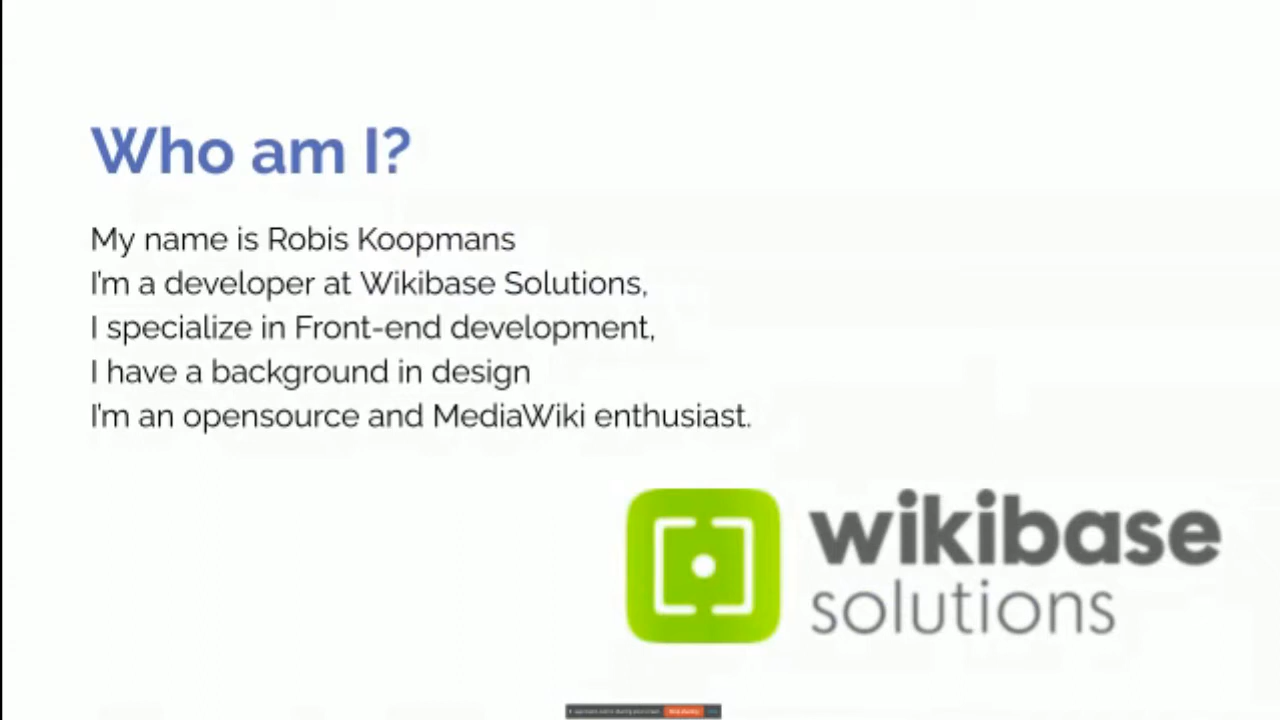 Who am I?
My name is Robis Koopmans
I'm a developer at Wikibase Solutions,
I specialize in Front-end development,
I have a background in design
I'm an opensource and MediaWiki enthusiast.
wikibase
solutions